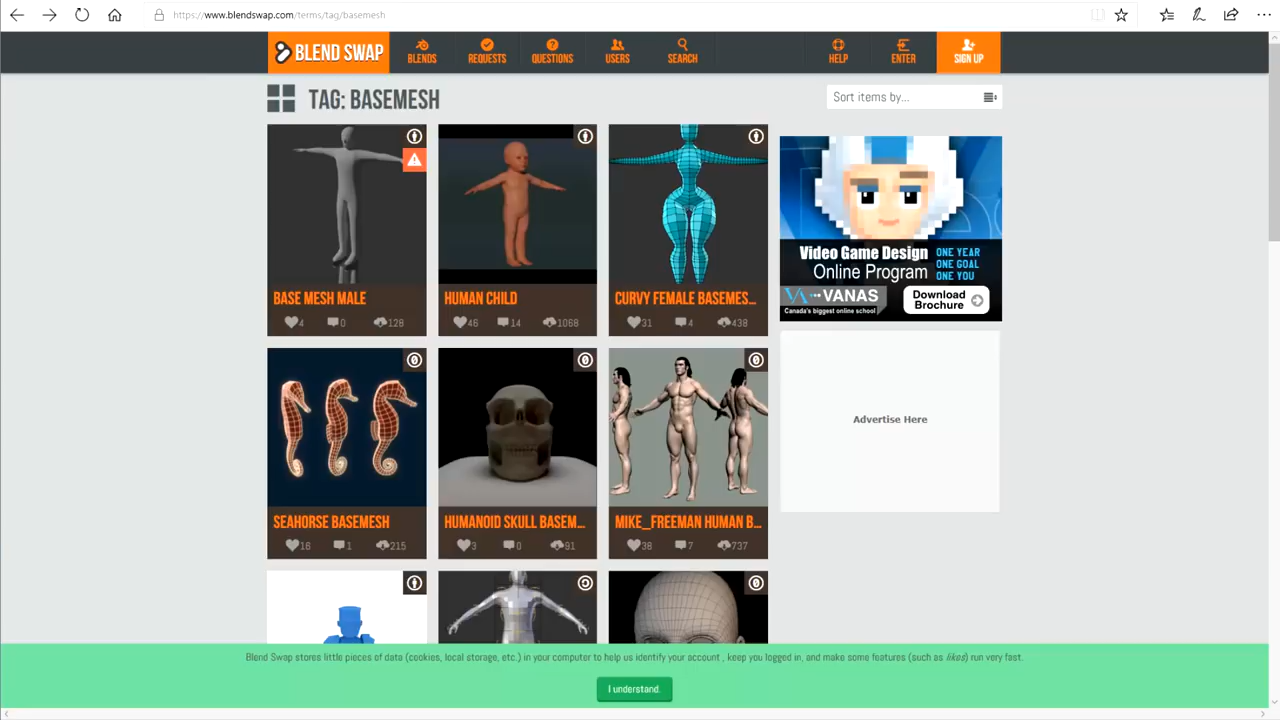 https://www.blendswap.com/terms/tag/basemesh
BLEND SWAP
BLENDS
REQUESTS
QUESTIONS
USERS
SEARCH
HELP
ENTER
SIGN UP
TAG: BASEMESH
Sort items by...
BASE MESH MALE
4 0 128
HUMAN CHILD
46 14 1068
CURVY FEMALE BASEMES...
31 4 438
Video Game Design
Online Program
ONE YEAR
ONE GOAL
ONE YOU
VANAS
Canada's biggest online school
Download
Brochure
SEAHORSE BASEMESH
16 1 215
HUMANOID SKULL BASEM...
3 0 91
MIKE_FREEMAN HUMAN B...
38 7 737
Advertise Here
Blend Swap stores little pieces of data (cookies, local storage, etc.) in your computer to help us identify your account , keep you logged in, and make some features (such as likes) run very fast.
I understand.